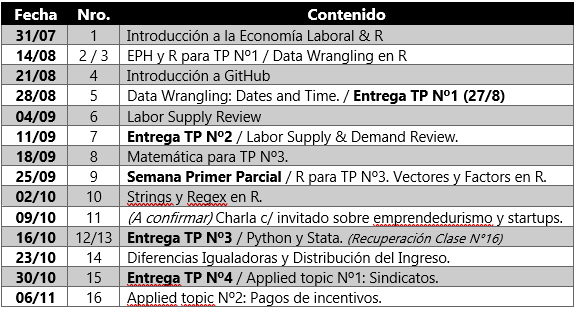 Fecha Nro. Contenido
31/07 1 Introducción a la Economía Laboral & R
14/08 2 / 3 EPH y R para TP Nº1 / Data Wrangling en R
21/08 4 Introducción a GitHub
28/08 5 Data Wrangling: Dates and Time. / Entrega TP Nº1 (27/8)
04/09 6 Labor Supply Review
11/09 7 Entrega TP Nº2 / Labor Supply & Demand Review.
18/09 8 Matemática para TP Nº3.
25/09 9 Semana Primer Parcial / R para TP Nº3. Vectores y Factors en R.
02/10 10 Strings y Regex en R.
09/10 11 (A confirmar) Charla c/ invitado sobre emprendedurismo y startups.
16/10 12/13 Entrega TP Nº3 / Python y Stata. (Recuperación Clase N°16)
23/10 14 Diferencias Igualadoras y Distribución del Ingreso.
30/10 15 Entrega TP Nº4 / Applied topic Nº1: Sindicatos.
06/11 16 Applied topic Nº2: Pagos de incentivos.